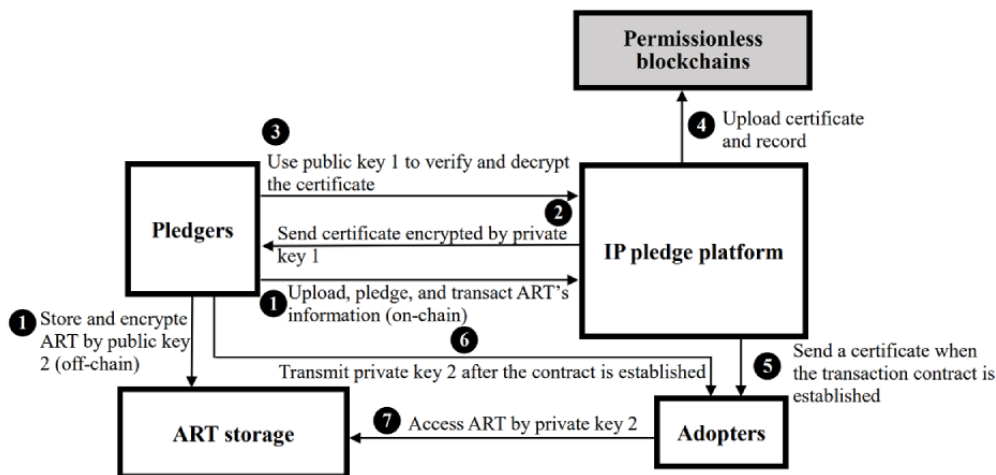 Permissionless
blockchains
3
4
Upload certificate
and record
Use public key 1 to verify and decrypt
the certificate
2
Pledgers
Send certificate encrypted by private
key 1
IP pledge platform
1
Upload, pledge, and transact ART's
information (on-chain)
1
Store and encrypte
ART by public key
2 (off-chain)
6
Transmit private key 2 after the contract is established
5
Send a certificate when
the transaction contract is
established
ART storage
7
Access ART by private key 2
Adopters